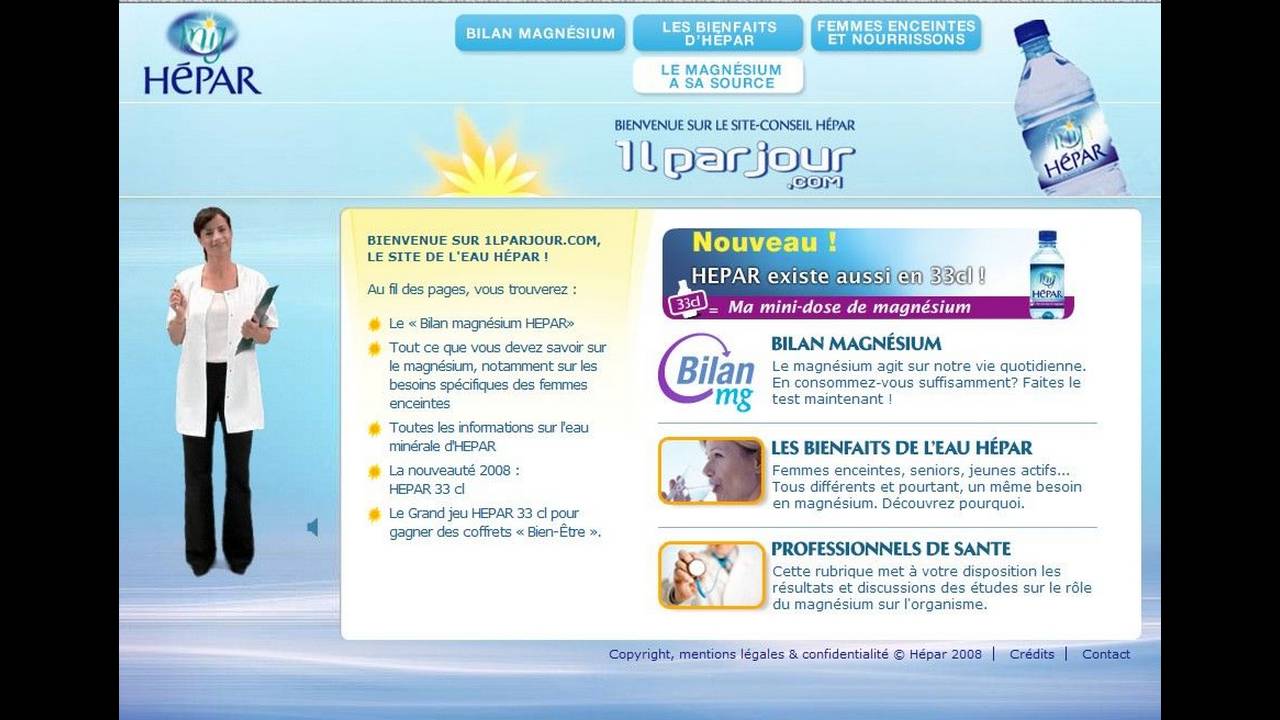 HÉPAR
BILAN MAGNÉSIUM
LES BIENFAITS
D'HÉPAR
FEMMES ENCEINTES
ET NOURRISSONS
LE MAGNÉSIUM
A SA SOURCE
HÉPAR
BIENVENUE SUR LE SITE-CONSEIL HÉPAR
1lparjour
.com
BIENVENUE SUR 1LPARJOUR.COM,
LE SITE DE L'EAU HÉPAR !
Au fil des pages, vous trouverez :
Le « Bilan magnésium HEPAR»
Tout ce que vous devez savoir sur
le magnésium, notamment sur les
besoins spécifiques des femmes
enceintes
Toutes les informations sur l'eau
minérale d'HEPAR
La nouveauté 2008 :
HEPAR 33 cl
Le Grand jeu HEPAR 33 cl pour
gagner des coffrets « Bien-Être ».
Nouveau !
HEPAR existe aussi en 33cl !
33cl = Ma mini-dose de magnésium
HÉPAR
Bilan
mg
BILAN MAGNÉSIUM
Le magnésium agit sur notre vie quotidienne.
En consommez-vous suffisamment? Faites le
test maintenant !
LES BIENFAITS DE L'EAU HÉPAR
Femmes enceintes, seniors, jeunes actifs...
Tous différents et pourtant, un même besoin
en magnésium. Découvrez pourquoi.
PROFESSIONNELS DE SANTE
Cette rubrique met à votre disposition les
résultats et discussions des études sur le rôle
du magnésium sur l'organisme.
Copyright, mentions légales & confidentialité © Hépar 2008 | Crédits | Contact